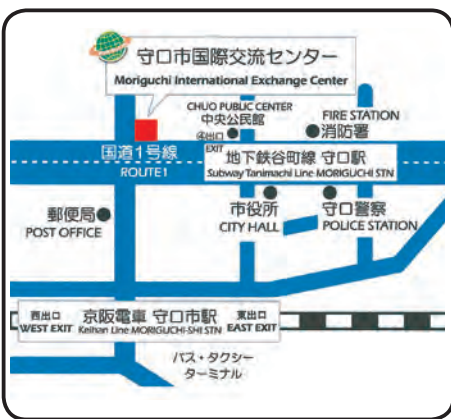 守口市国際交流センター
Moriguchi International Exchange Center
CHUO PUBLIC CENTER
中央公民館
FIRE STATION
消防署
④出口
EXIT
国道1号線
ROUTE1
地下鉄谷町線 守口駅
Subway Tanimachi Line MORIGUCHI STN
郵便局
POST OFFICE
市役所
CITY HALL
守口警察
POLICE STATION
西出口
WEST EXIT
京阪電車 守口市駅
Keihan Line MORIGUCHI-SHI STN
東出口
EAST EXIT
バス・タクシー
ターミナル